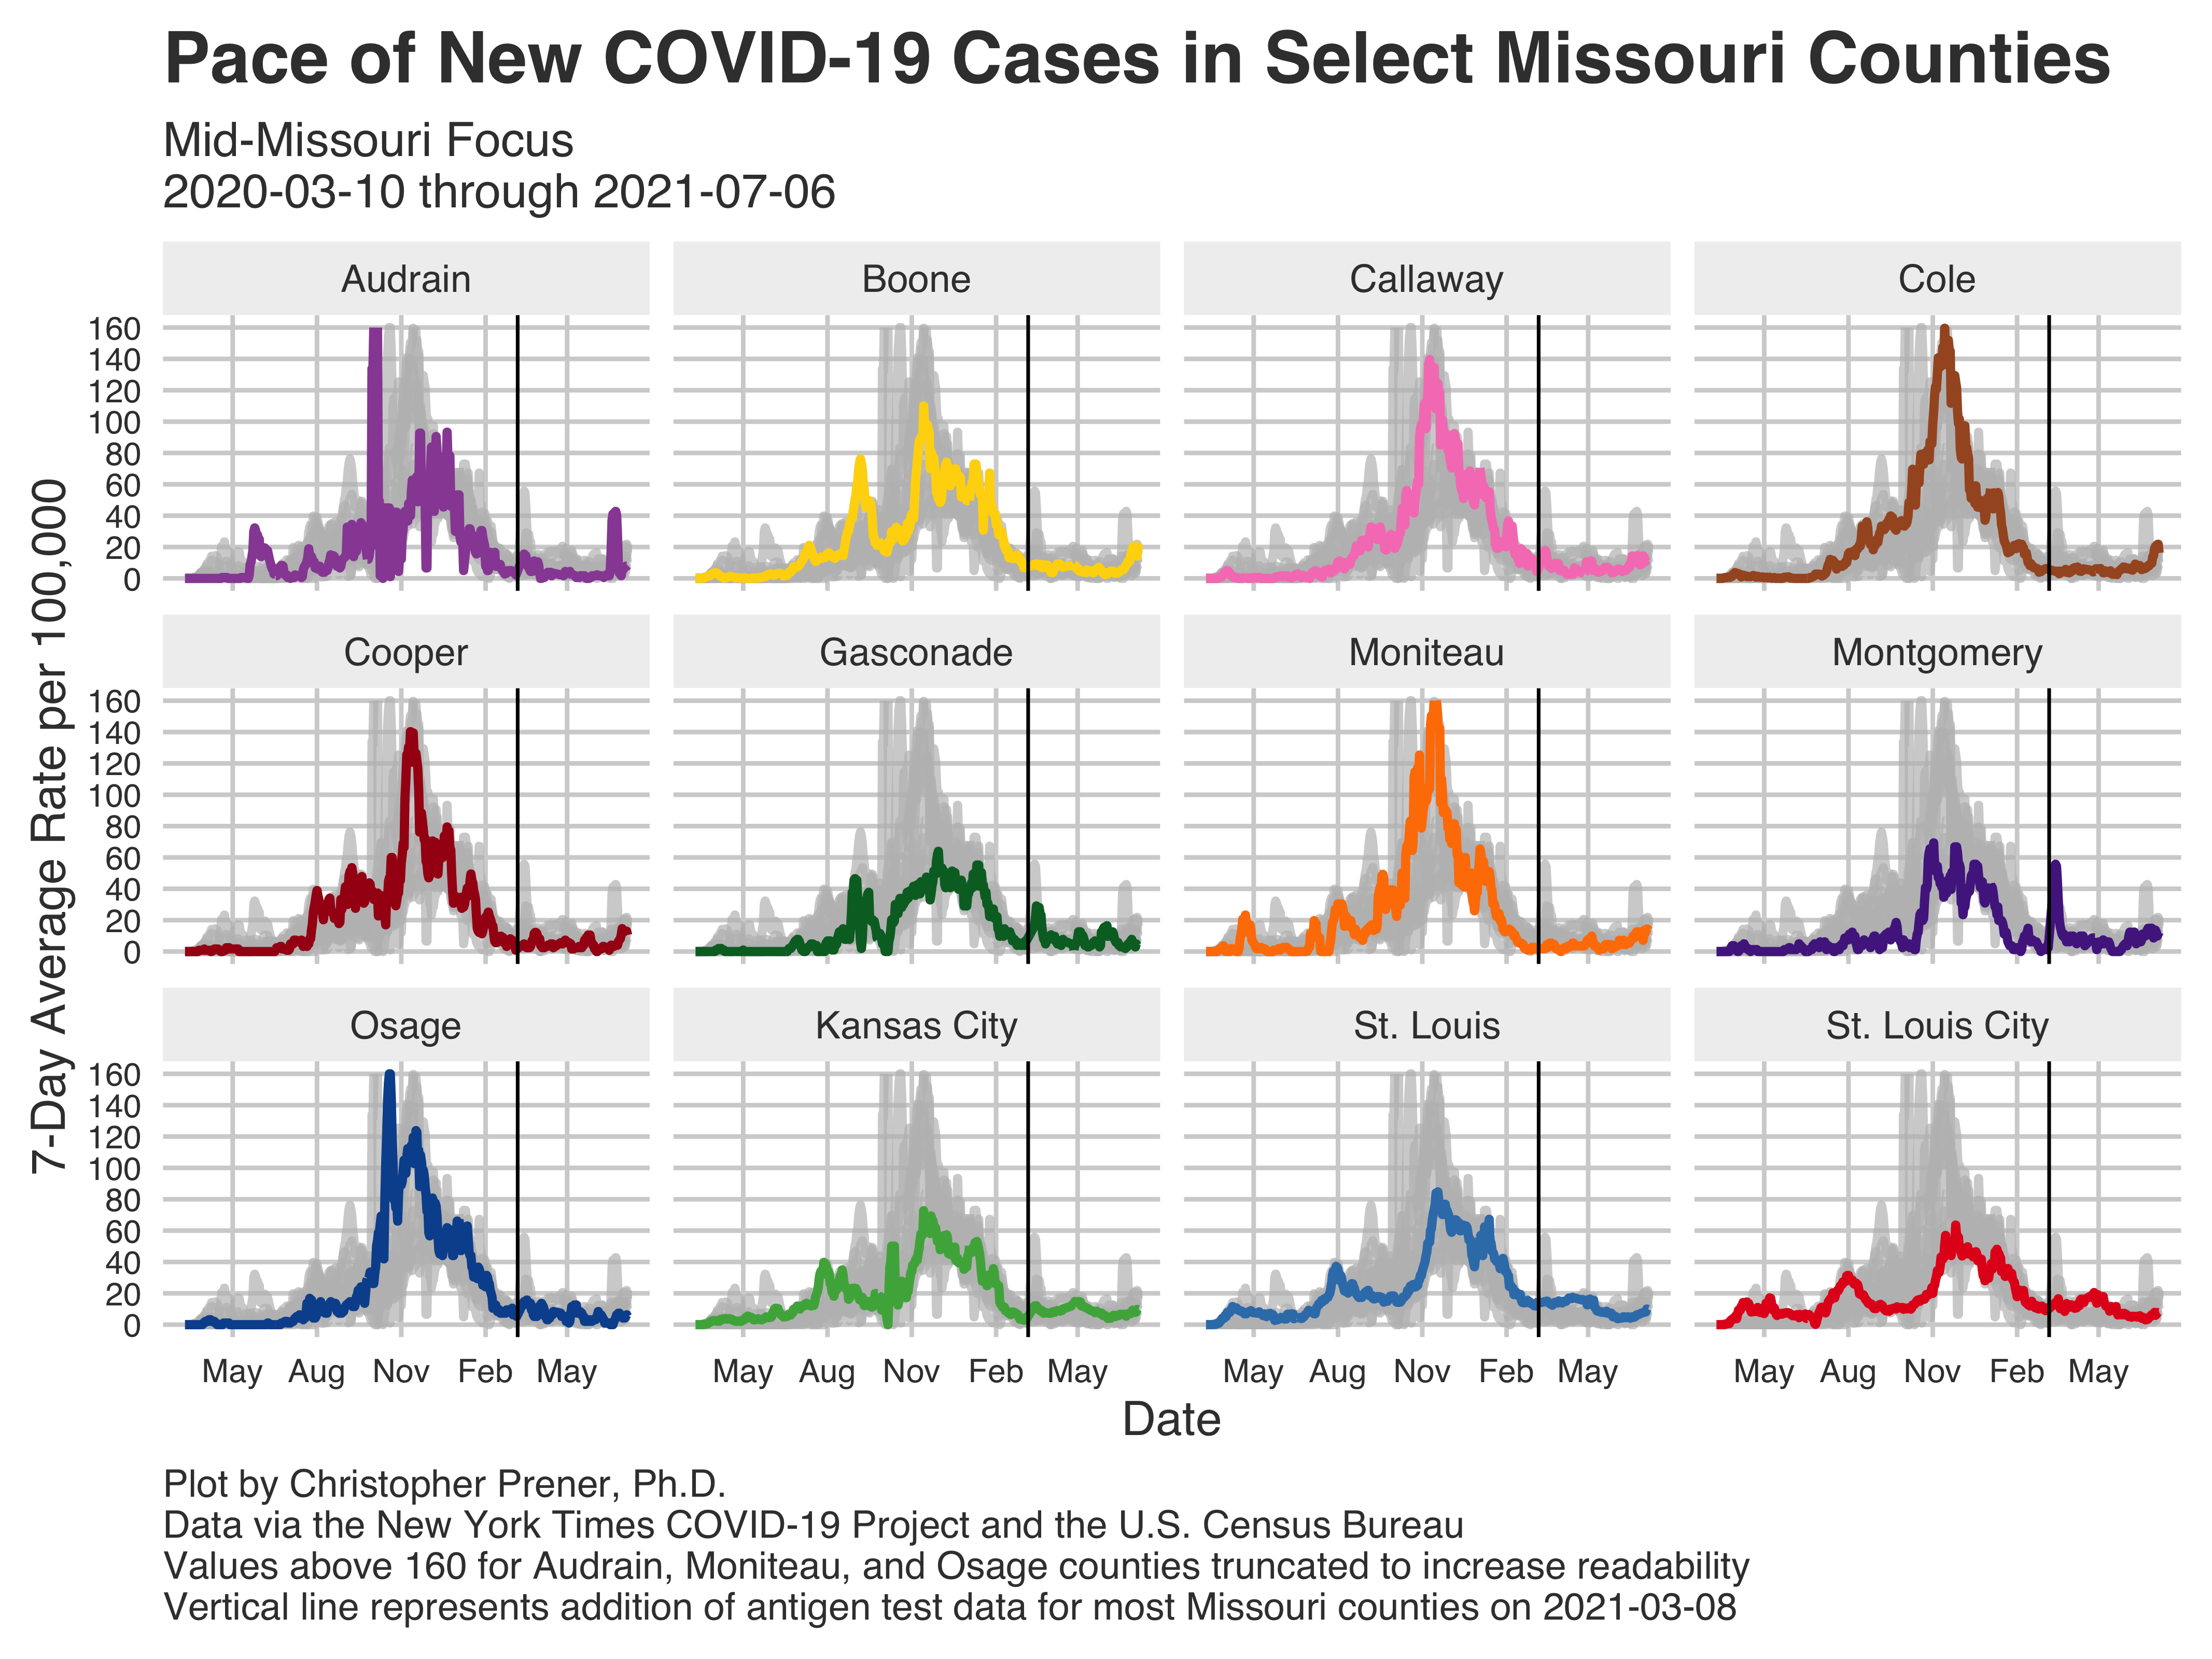 Pace of New COVID-19 Cases in Select Missouri Counties
Mid-Missouri Focus
2020-03-10 through 2021-07-06
7-Day Average Rate per 100,000
Audrain
Boone
Callaway
Cole
160
140
120
100
80
60
40
20
0
Cooper
Gasconade
Moniteau
Montgomery
160
140
120
100
80
60
40
20
0
Osage
Kansas City
St. Louis
St. Louis City
160
140
120
100
80
60
40
20
0
May Aug Nov Feb May
May Aug Nov Feb May
May Aug Nov Feb May
May Aug Nov Feb May
Date
Plot by Christopher Prener, Ph.D.
Data via the New York Times COVID-19 Project and the U.S. Census Bureau
Values above 160 for Audrain, Moniteau, and Osage counties truncated to increase readability
Vertical line represents addition of antigen test data for most Missouri counties on 2021-03-08